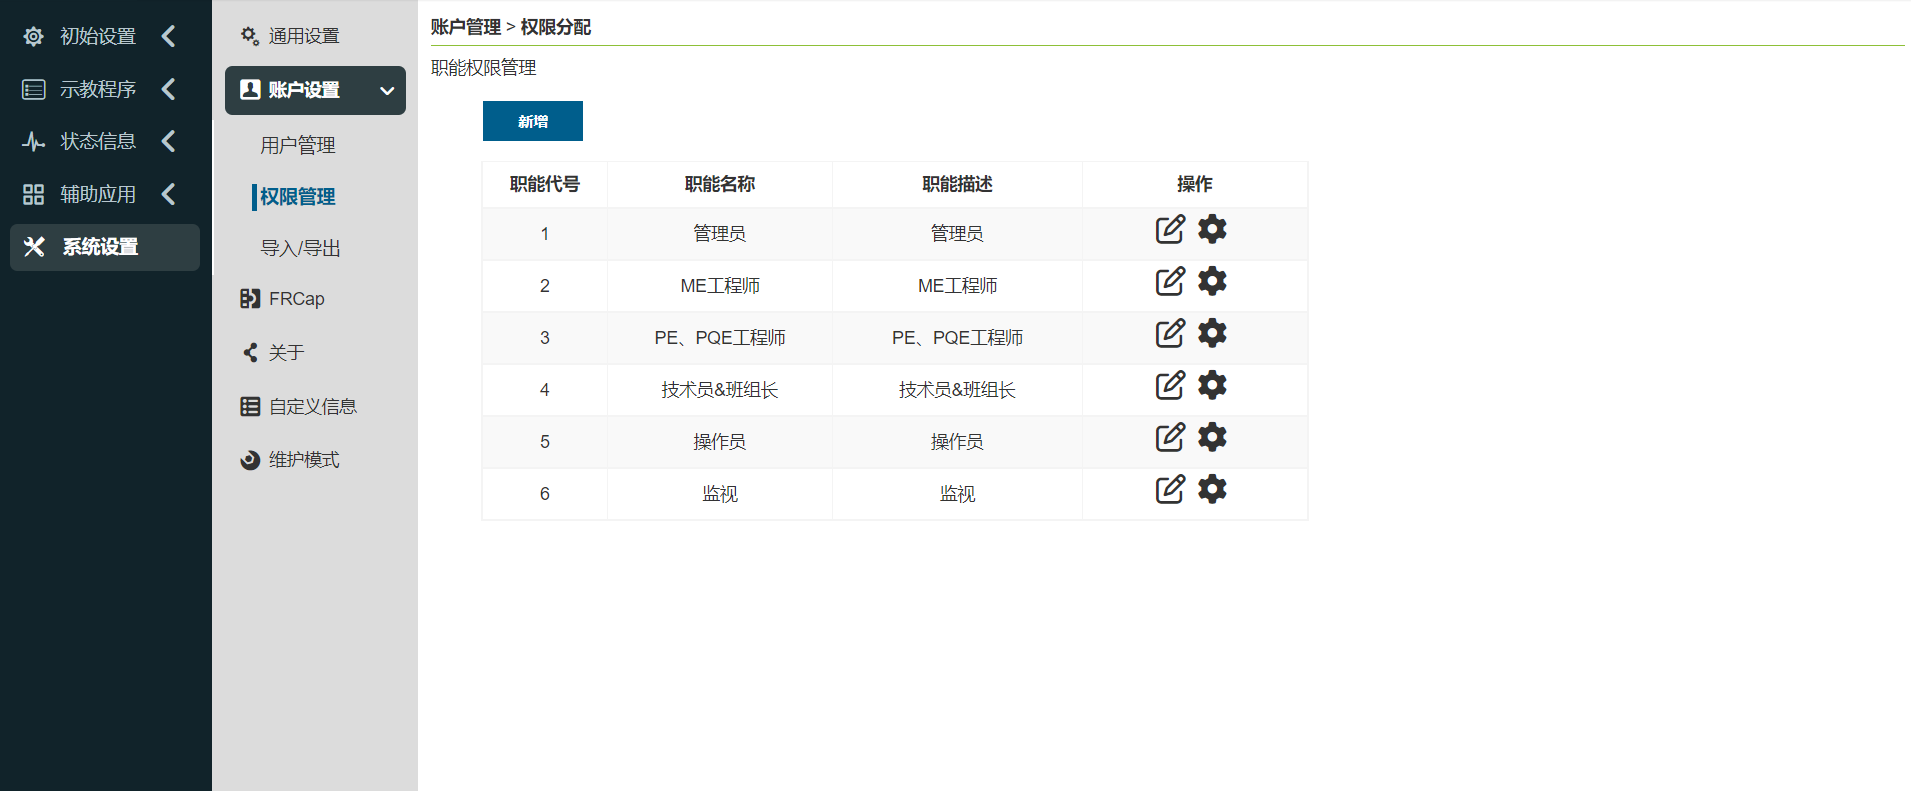 初始设置
示教程序
状态信息
辅助应用
系统设置
通用设置
账户设置
用户管理
权限管理
导入/导出
FRCap
关于
自定义信息
维护模式
账户管理 > 权限分配
职能权限管理
新增
职能代号 职能名称 职能描述 操作
1 管理员 管理员
2 ME工程师 ME工程师
3 PE、PQE工程师 PE、PQE工程师
4 技术员&班组长 技术员&班组长
5 操作员 操作员
6 监视 监视